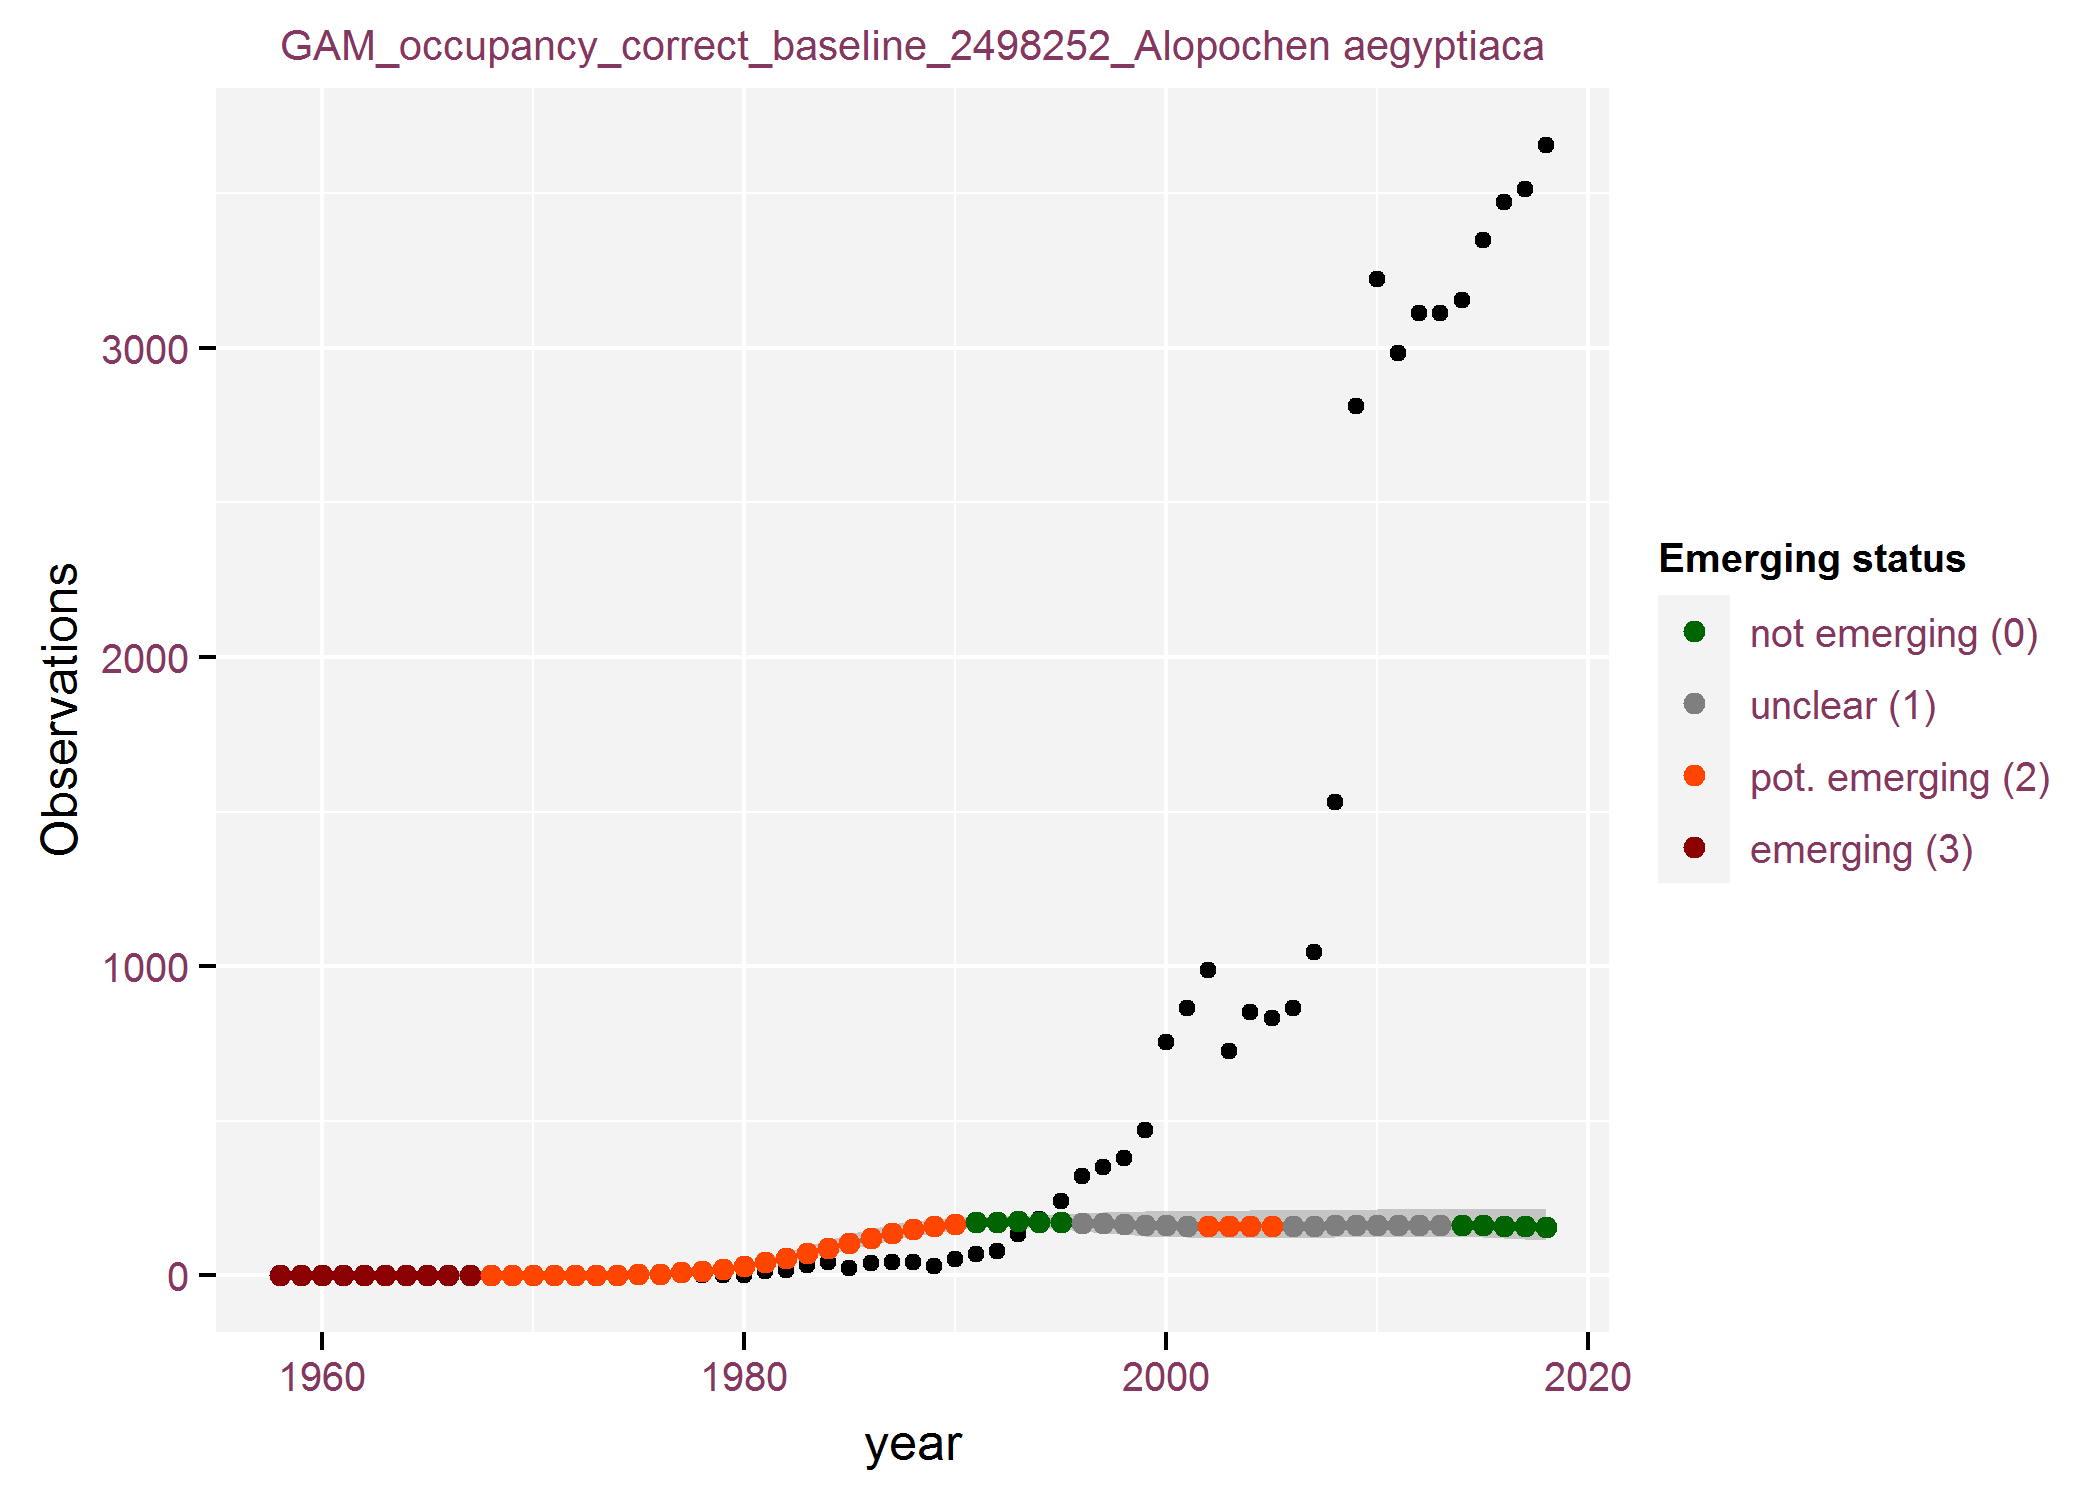 GAM_occupancy_correct_baseline_2498252_Alopochen aegyptiaca
Observations
3000
2000
1000
0
1960
1980
2000
2020
year
Emerging status
not emerging (0)
unclear (1)
pot. emerging (2)
emerging (3)